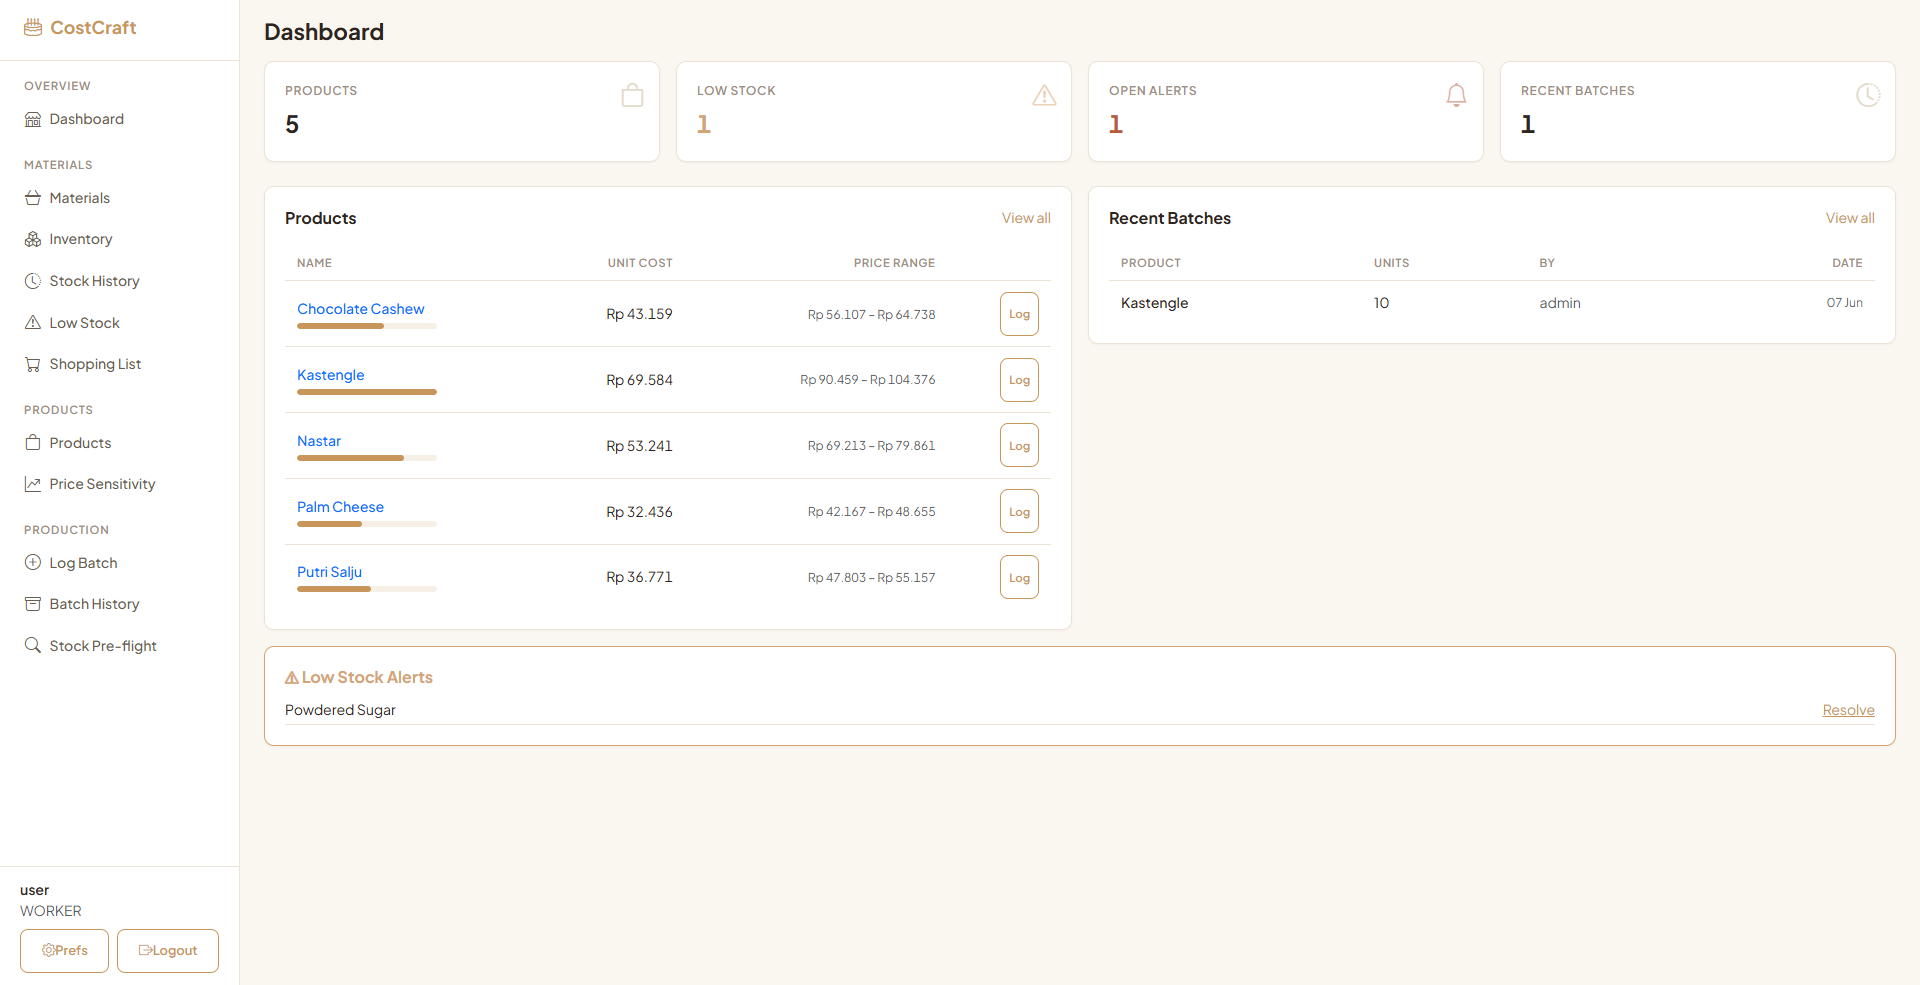 CostCraft
OVERVIEW
Dashboard
MATERIALS
Materials
Inventory
Stock History
Low Stock
Shopping List
PRODUCTS
Products
Price Sensitivity
PRODUCTION
Log Batch
Batch History
Stock Pre-flight
user
WORKER
Prefs Logout
Dashboard
PRODUCTS
5
LOW STOCK
1
OPEN ALERTS
1
RECENT BATCHES
1
Products View all
NAME UNIT COST PRICE RANGE
Chocolate Cashew Rp 43.159 Rp 56.107 – Rp 64.738 Log
Kastengle Rp 69.584 Rp 90.459 – Rp 104.376 Log
Nastar Rp 53.241 Rp 69.213 – Rp 79.861 Log
Palm Cheese Rp 32.436 Rp 42.167 – Rp 48.655 Log
Putri Salju Rp 36.771 Rp 47.803 – Rp 55.157 Log
Recent Batches View all
PRODUCT UNITS BY DATE
Kastengle 10 admin 07 Jun
Low Stock Alerts
Powdered Sugar Resolve